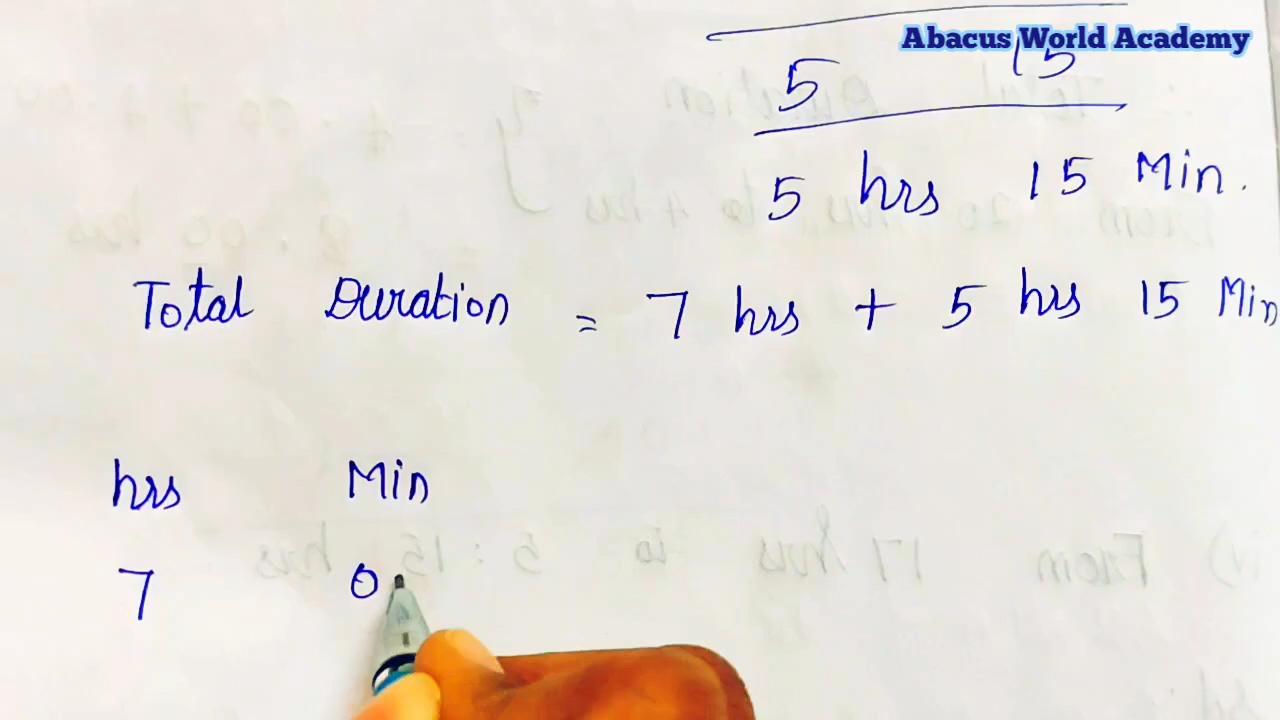 Abacus World Academy
5 15
5 hrs 15 Min.
Total Duration = 7 hrs + 5 hrs 15 Min
hrs Min
7 0